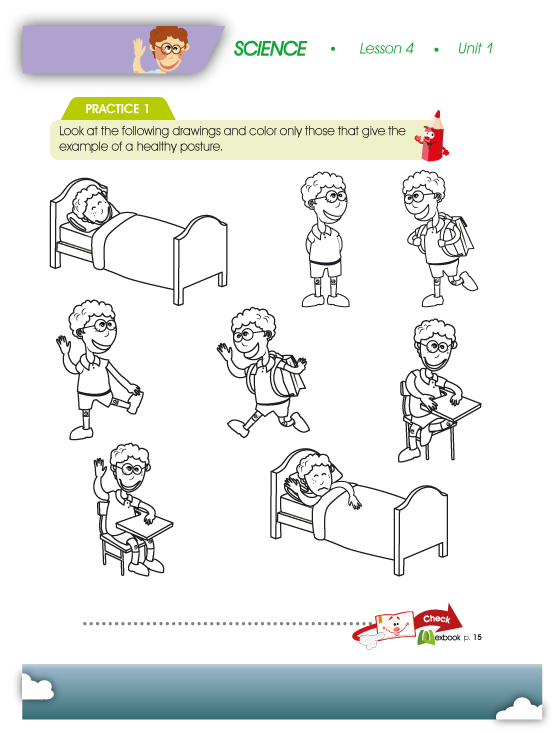 SCIENCE • Lesson 4 • Unit 1
PRACTICE 1
Look at the following drawings and color only those that give the
example of a healthy posture.
Check
exbook p. 15